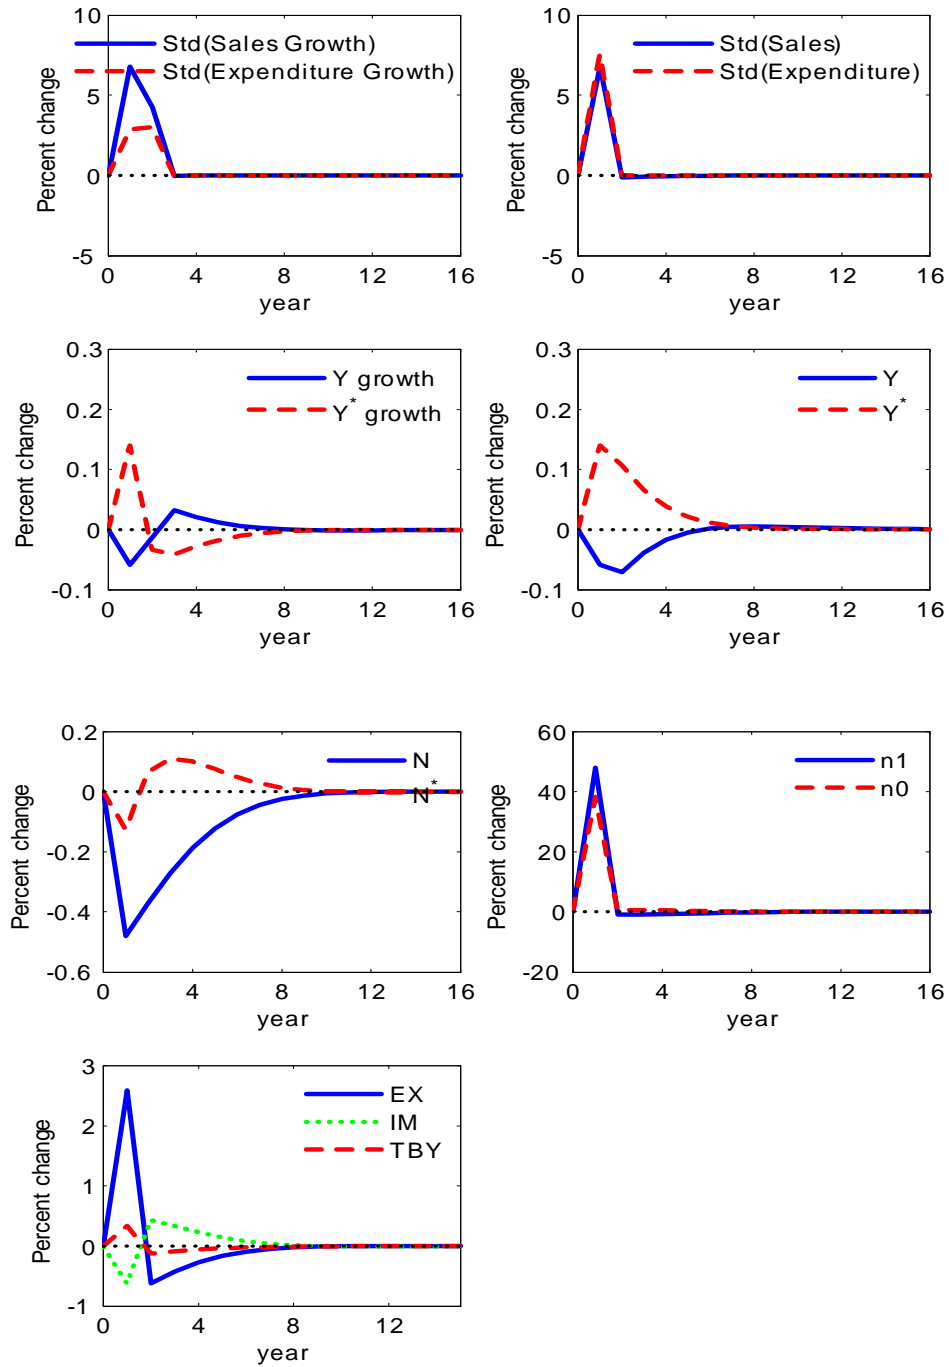 10
5
0
-5
Percent change
Std(Sales Growth)
Std(Expenditure Growth)
0 4 8 12 16
year
10
5
0
-5
Percent change
Std(Sales)
Std(Expenditure)
0 4 8 12 16
year
0.3
0.2
0.1
0
-0.1
Percent change
Y growth
Y* growth
0 4 8 12 16
year
0.3
0.2
0.1
0
-0.1
Percent change
Y
Y*
0 4 8 12 16
year
0.2
0
-0.2
-0.4
-0.6
Percent change
N
N*
0 4 8 12 16
year
60
40
20
0
-20
Percent change
n1
n0
0 4 8 12 16
year
3
2
1
0
-1
Percent change
EX
IM
TBY
0 4 8 12
year